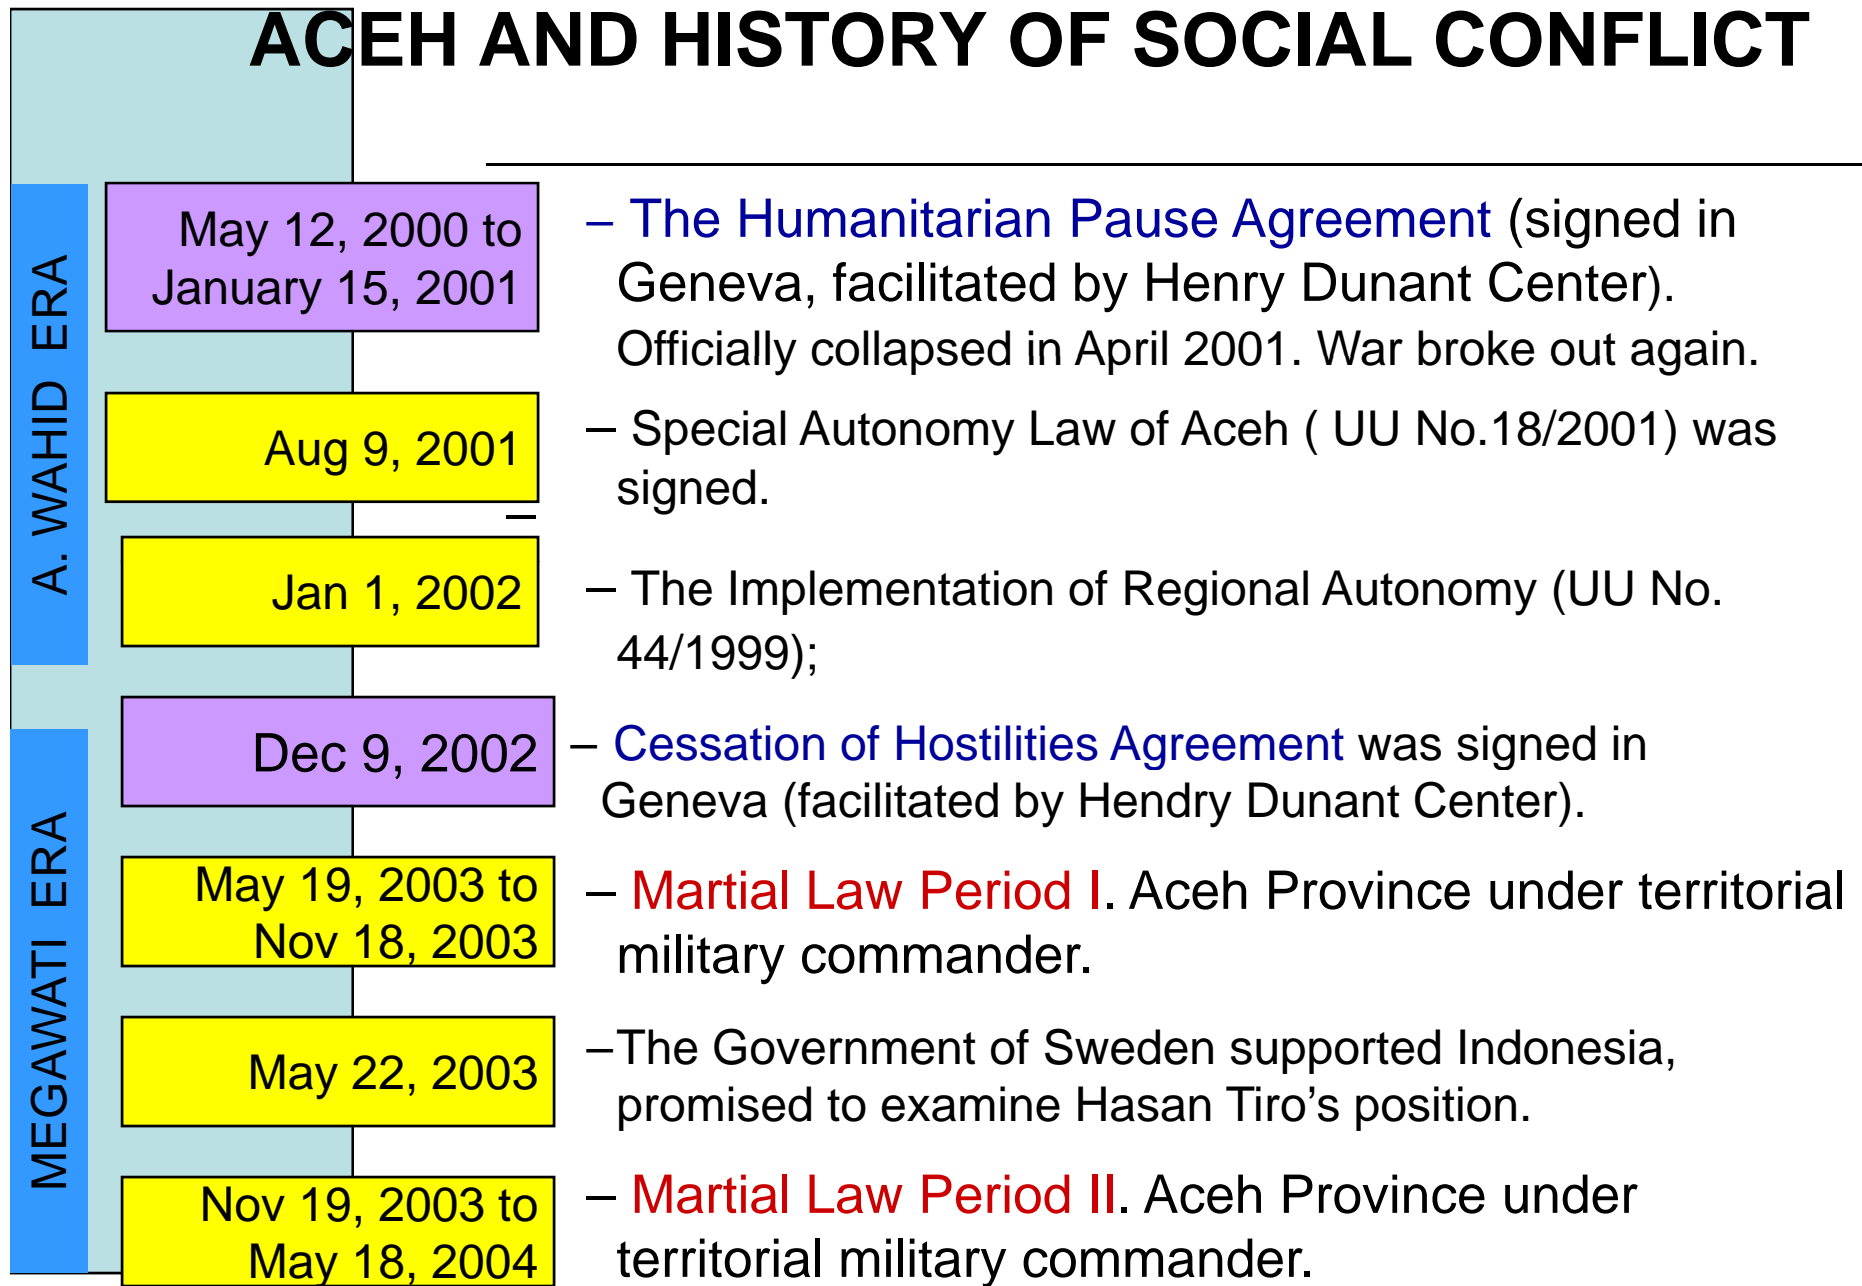 ACEH AND HISTORY OF SOCIAL CONFLICT
A. WAHID ERA
May 12, 2000 to
January 15, 2001
– The Humanitarian Pause Agreement (signed in
Geneva, facilitated by Henry Dunant Center).
Officially collapsed in April 2001. War broke out again.
Aug 9, 2001
– Special Autonomy Law of Aceh ( UU No.18/2001) was
signed.
–
Jan 1, 2002
– The Implementation of Regional Autonomy (UU No.
44/1999);
MEGAWATI ERA
Dec 9, 2002
– Cessation of Hostilities Agreement was signed in
Geneva (facilitated by Hendry Dunant Center).
May 19, 2003 to
Nov 18, 2003
– Martial Law Period I. Aceh Province under territorial
military commander.
May 22, 2003
–The Government of Sweden supported Indonesia,
promised to examine Hasan Tiro’s position.
Nov 19, 2003 to
May 18, 2004
– Martial Law Period II. Aceh Province under
territorial military commander.